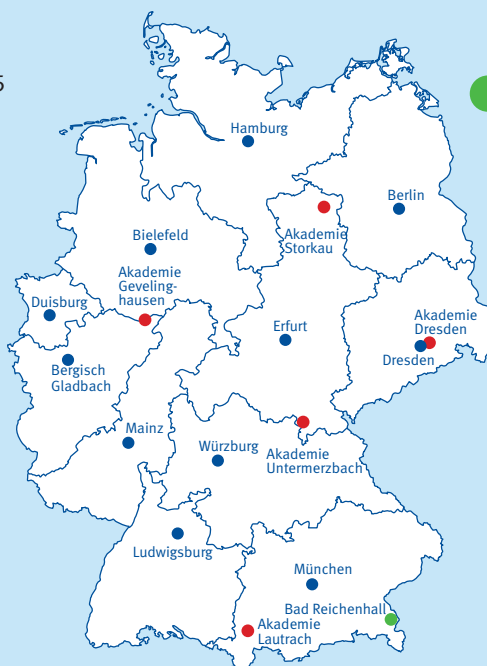 5
Hamburg
Berlin
Akademie
Storkau
Bielefeld
Akademie
Geveling-
hausen
Duisburg
Erfurt
Akademie
Dresden
Dresden
Bergisch
Gladbach
Mainz
Würzburg
Akademie
Untermerzbach
Ludwigsburg
München
Bad Reichenhall
Akademie
Lautrach